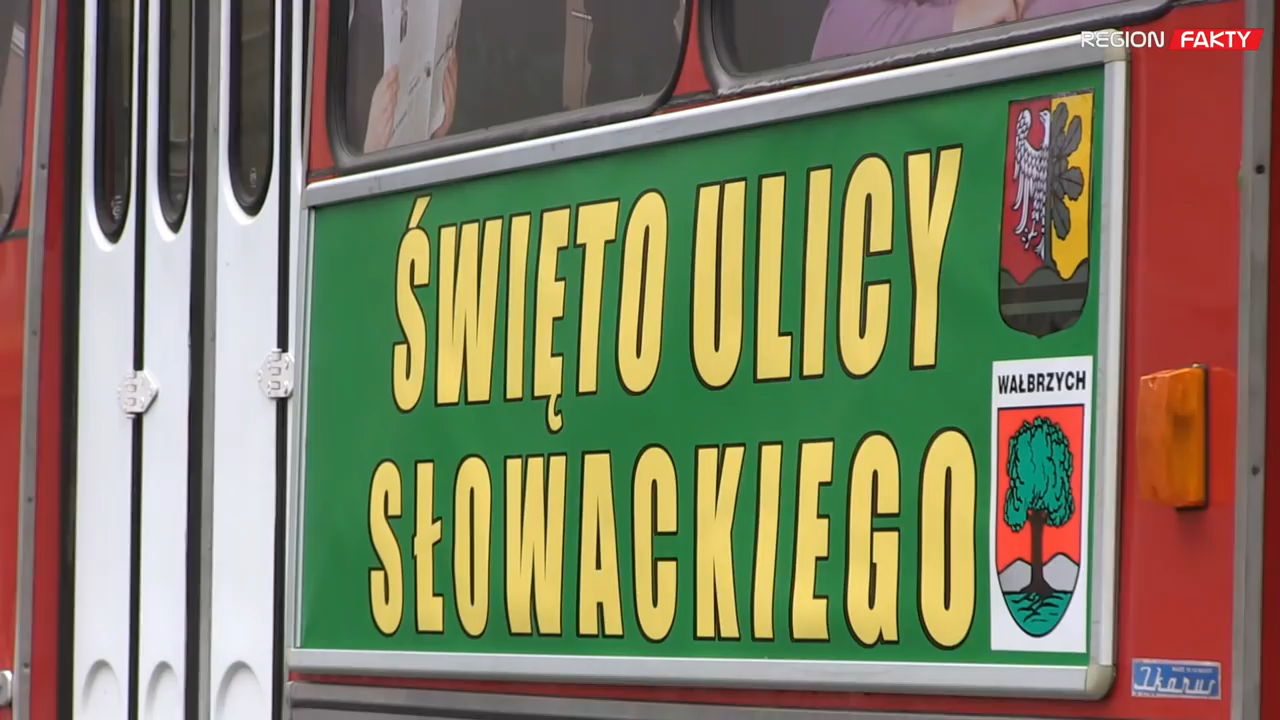 REGION FAKTY
ŚWIĘTO ULICY
SŁOWACKIEGO
WAŁBRZYCH
Ikarus